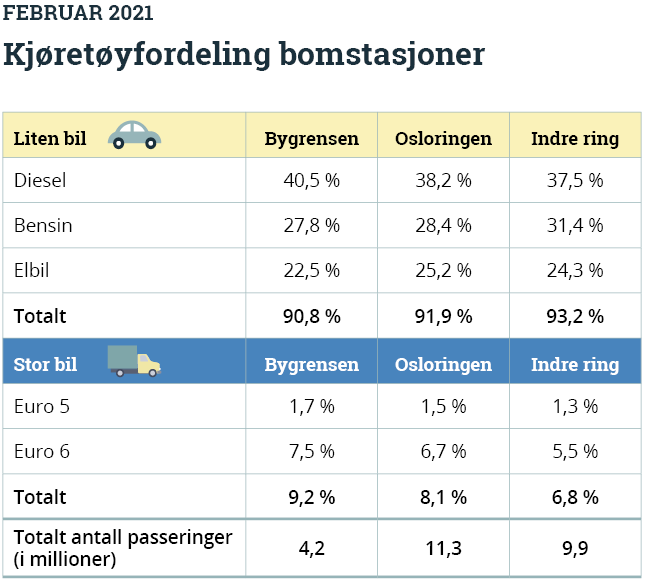 FEBRUAR 2021
Kjøretøyfordeling bomstasjoner
Liten bil Bygrensen Osloringen Indre ring
Diesel 40,5 % 38,2 % 37,5 %
Bensin 27,8 % 28,4 % 31,4 %
Elbil 22,5 % 25,2 % 24,3 %
Totalt 90,8 % 91,9 % 93,2 %
Stor bil Bygrensen Osloringen Indre ring
Euro 5 1,7 % 1,5 % 1,3 %
Euro 6 7,5 % 6,7 % 5,5 %
Totalt 9,2 % 8,1 % 6,8 %
Totalt antall passeringer
(i millioner) 4,2 11,3 9,9